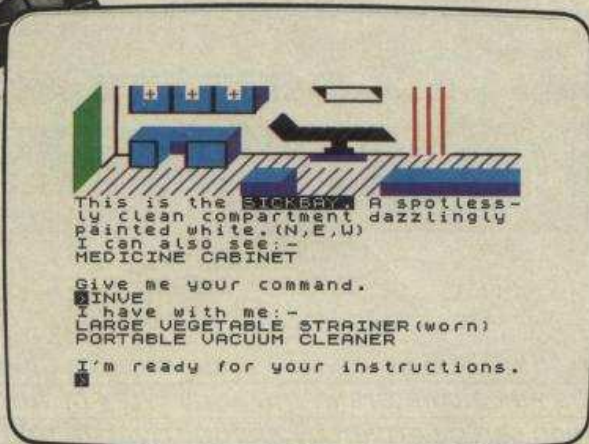 This is the SICKBAY. A spotless-
ly clean compartment dazzlingly
painted white.(N,E,W)
I can also see:-
MEDICINE CABINET
Give me your command.
>INVE
I have with me:-
LARGE VEGETABLE STRAINER(worn)
PORTABLE VACUUM CLEANER
I'm ready for your instructions.
>